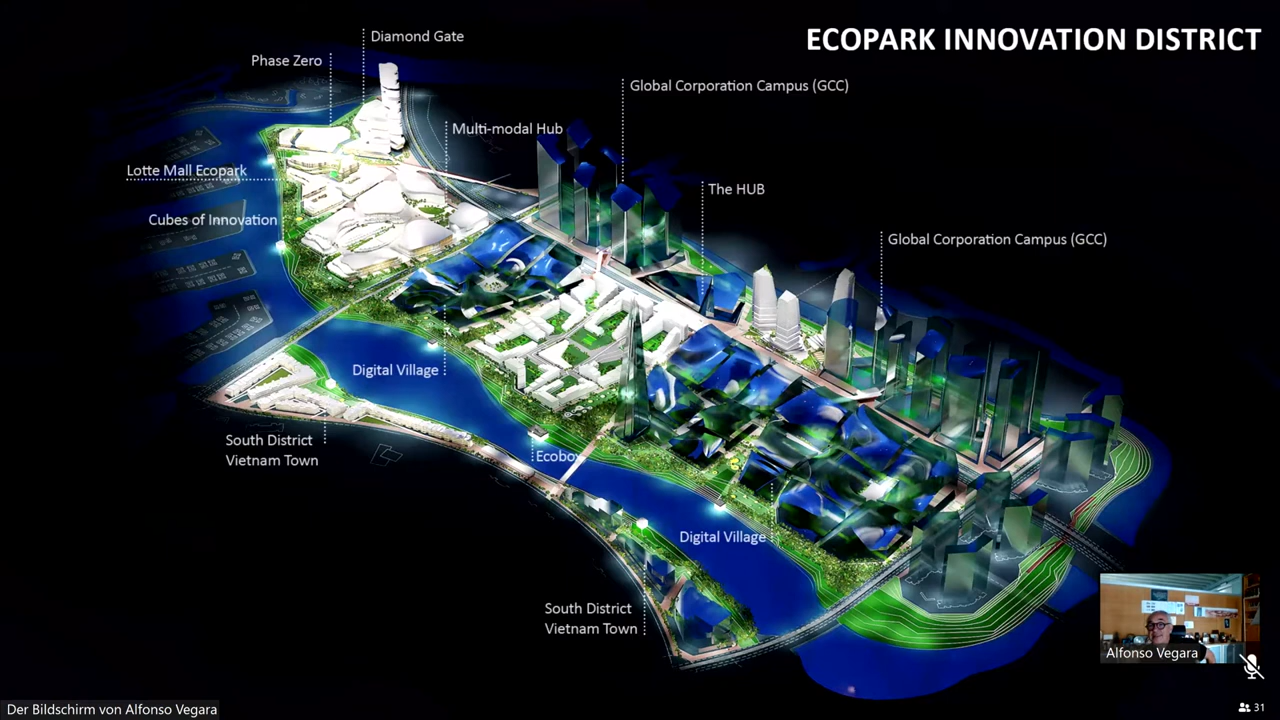 ECOPARK INNOVATION DISTRICT
Diamond Gate
Phase Zero
Global Corporation Campus (GCC)
Multi-modal Hub
Lotte Mall Ecopark
The HUB
Cubes of Innovation
Global Corporation Campus (GCC)
Digital Village
South District
Vietnam Town
Ecobox
Digital Village
South District
Vietnam Town
Alfonso Vegara
Der Bildschirm von Alfonso Vegara
31